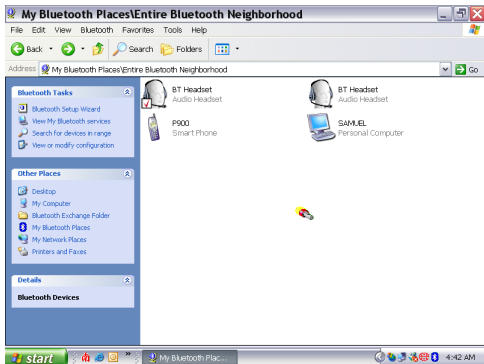 My Bluetooth Places\Entire Bluetooth Neighborhood
File Edit View Bluetooth Favorites Tools Help
Back Search Folders
Address My Bluetooth Places\Entire Bluetooth Neighborhood Go
Bluetooth Tasks
Bluetooth Setup Wizard
View My Bluetooth services
Search for devices in range
View or modify configuration
Other Places
Desktop
My Computer
Bluetooth Exchange Folder
My Bluetooth Places
My Network Places
Printers and Faxes
Details
Bluetooth Devices
BT Headset
Audio Headset
BT Headset
Audio Headset
P900
Smart Phone
SAMUEL
Personal Computer
start My Bluetooth Plac... 4:42 AM